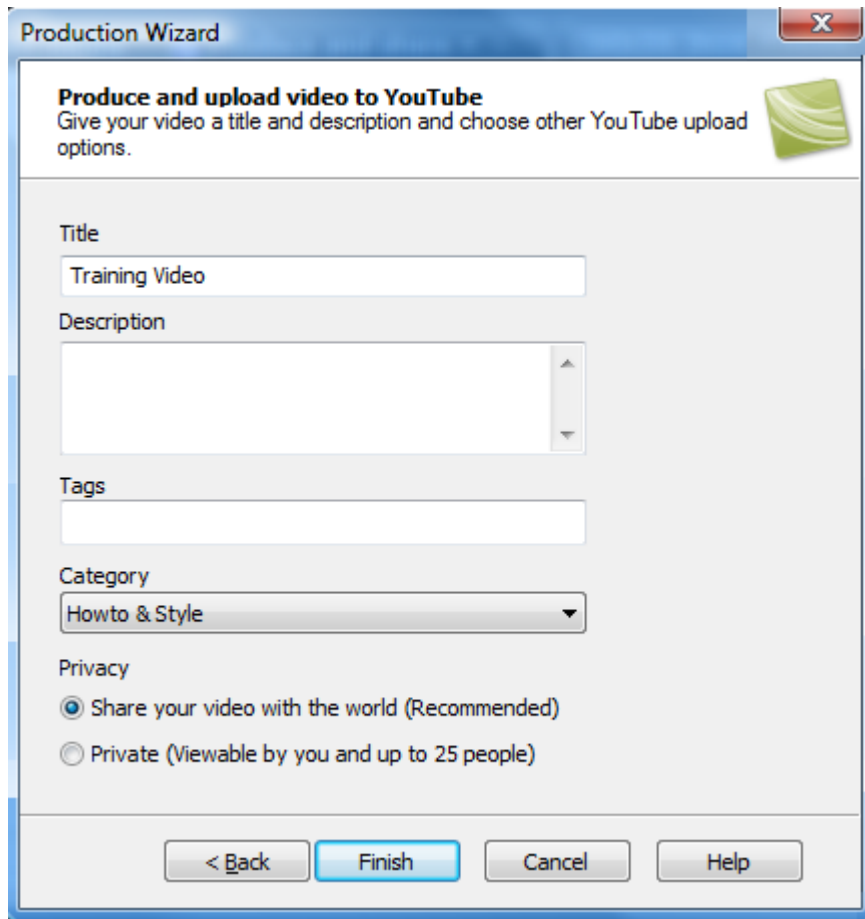 Production Wizard
Produce and upload video to YouTube
Give your video a title and description and choose other YouTube upload
options.
Title
Training Video
Description
Tags
Category
Howto & Style
Privacy
Share your video with the world (Recommended)
Private (Viewable by you and up to 25 people)
< Back Finish Cancel Help